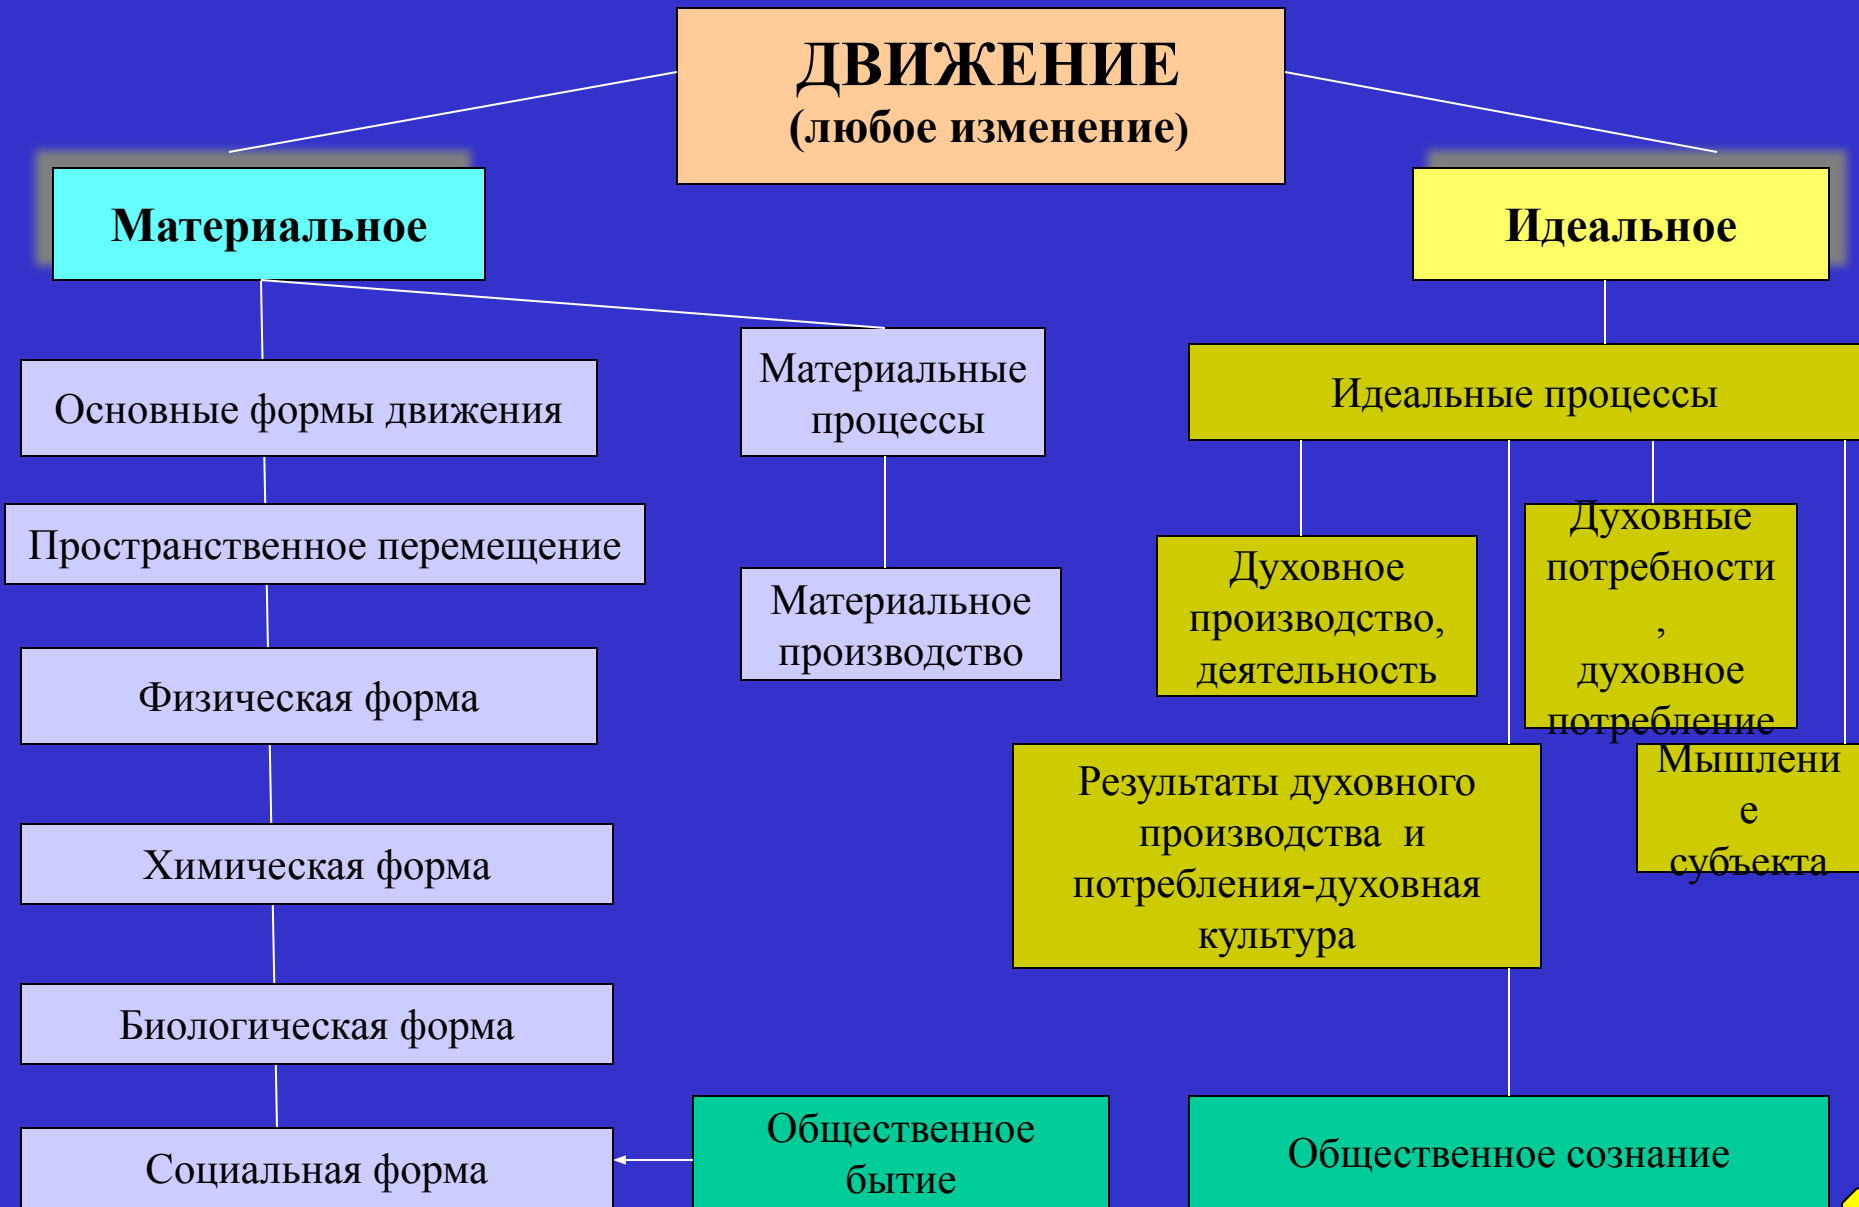 ДВИЖЕНИЕ
(любое изменение)
Материальное
Идеальное
Основные формы движения
Материальные
процессы
Идеальные процессы
Пространственное перемещение
Материальное
производство
Духовное
производство,
деятельность
Духовные
потребности
,
духовное
потребление
Физическая форма
Результаты духовного
производства  и
потребления-духовная
культура
Мышлени
е
субъекта
Химическая форма
Биологическая форма
Социальная форма
Общественное
бытие
Общественное сознание